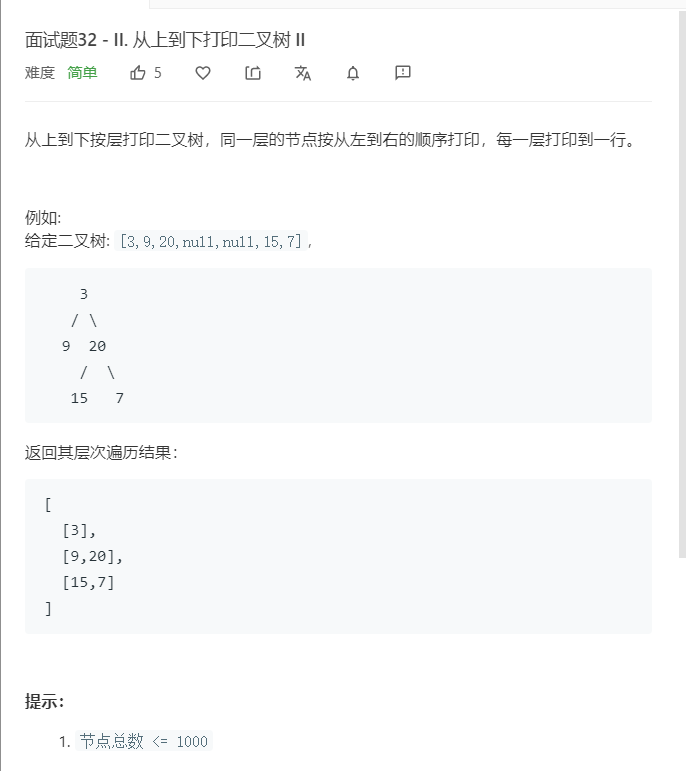 面试题32 - II. 从上到下打印二叉树 II
难度 简单 5
从上到下按层打印二叉树，同一层的节点按从左到右的顺序打印，每一层打印到一行。
例如:
给定二叉树: [3,9,20,null,null,15,7],
    3
   / \
  9  20
    /  \
   15   7
返回其层次遍历结果：
[
  [3],
  [9,20],
  [15,7]
]
提示：
1. 节点总数 <= 1000